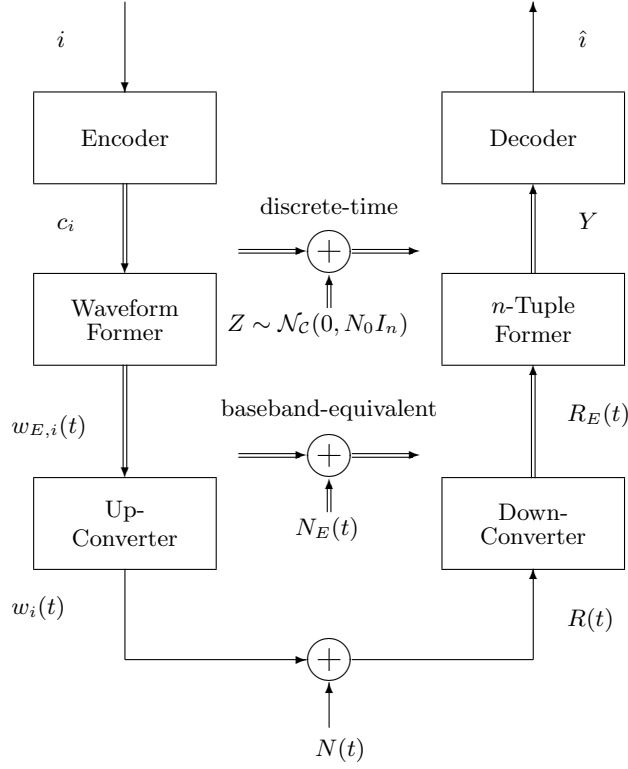 i
î
Encoder
Decoder
c_i
discrete-time
Y
+
Waveform
Former
n-Tuple
Former
Z ∼ 𝒩_𝒞(0, N_0 I_n)
w_{E,i}(t)
baseband-equivalent
R_E(t)
+
Up-
Converter
Down-
Converter
N_E(t)
w_i(t)
R(t)
+
N(t)